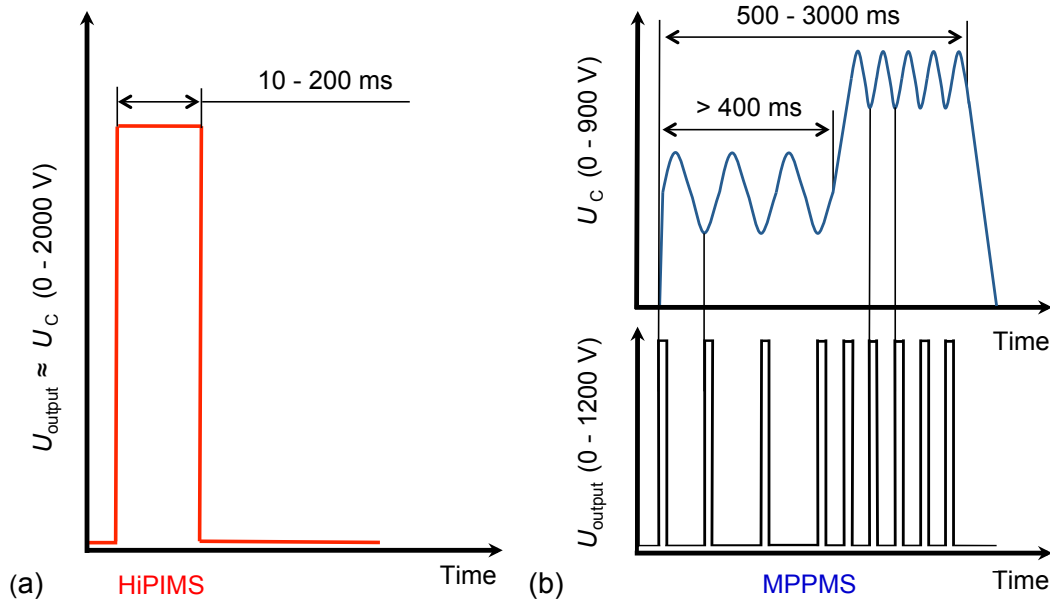 10 - 200 ms
U_output ≈ U_C (0 - 2000 V)
Time
(a)
HiPIMS
500 - 3000 ms
> 400 ms
U_C (0 - 900 V)
Time
U_output (0 - 1200 V)
Time
(b)
MPPMS